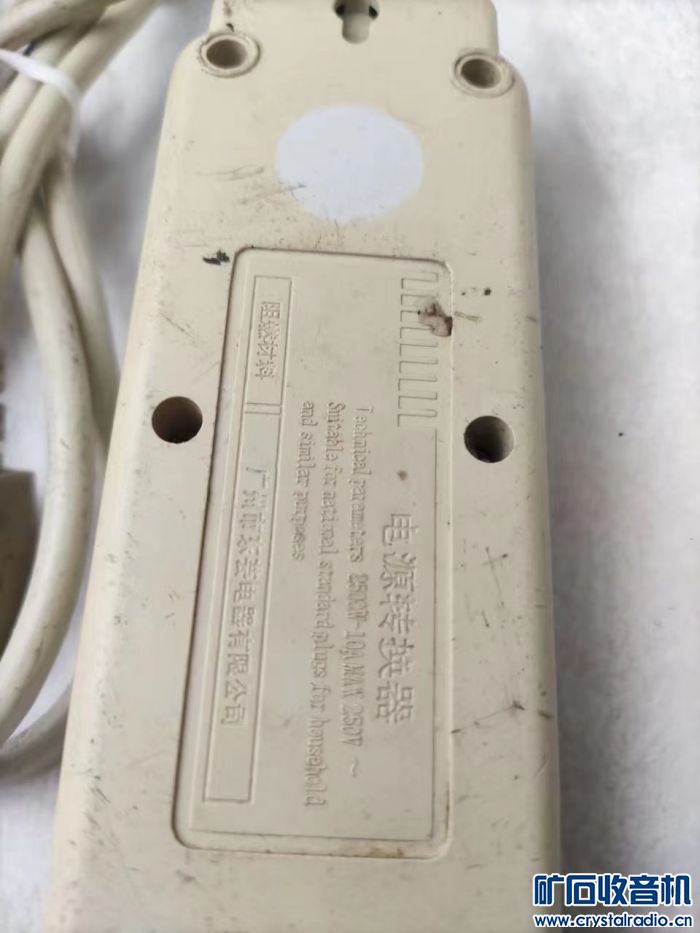 电源转换器
Technical parameters 2500W-10A MAX 250V ~
Suitable for national standard plugs for household
and similar purposes
阻燃材料
广州市 电器有限公司
矿石收音机
www.crystalradio.cn